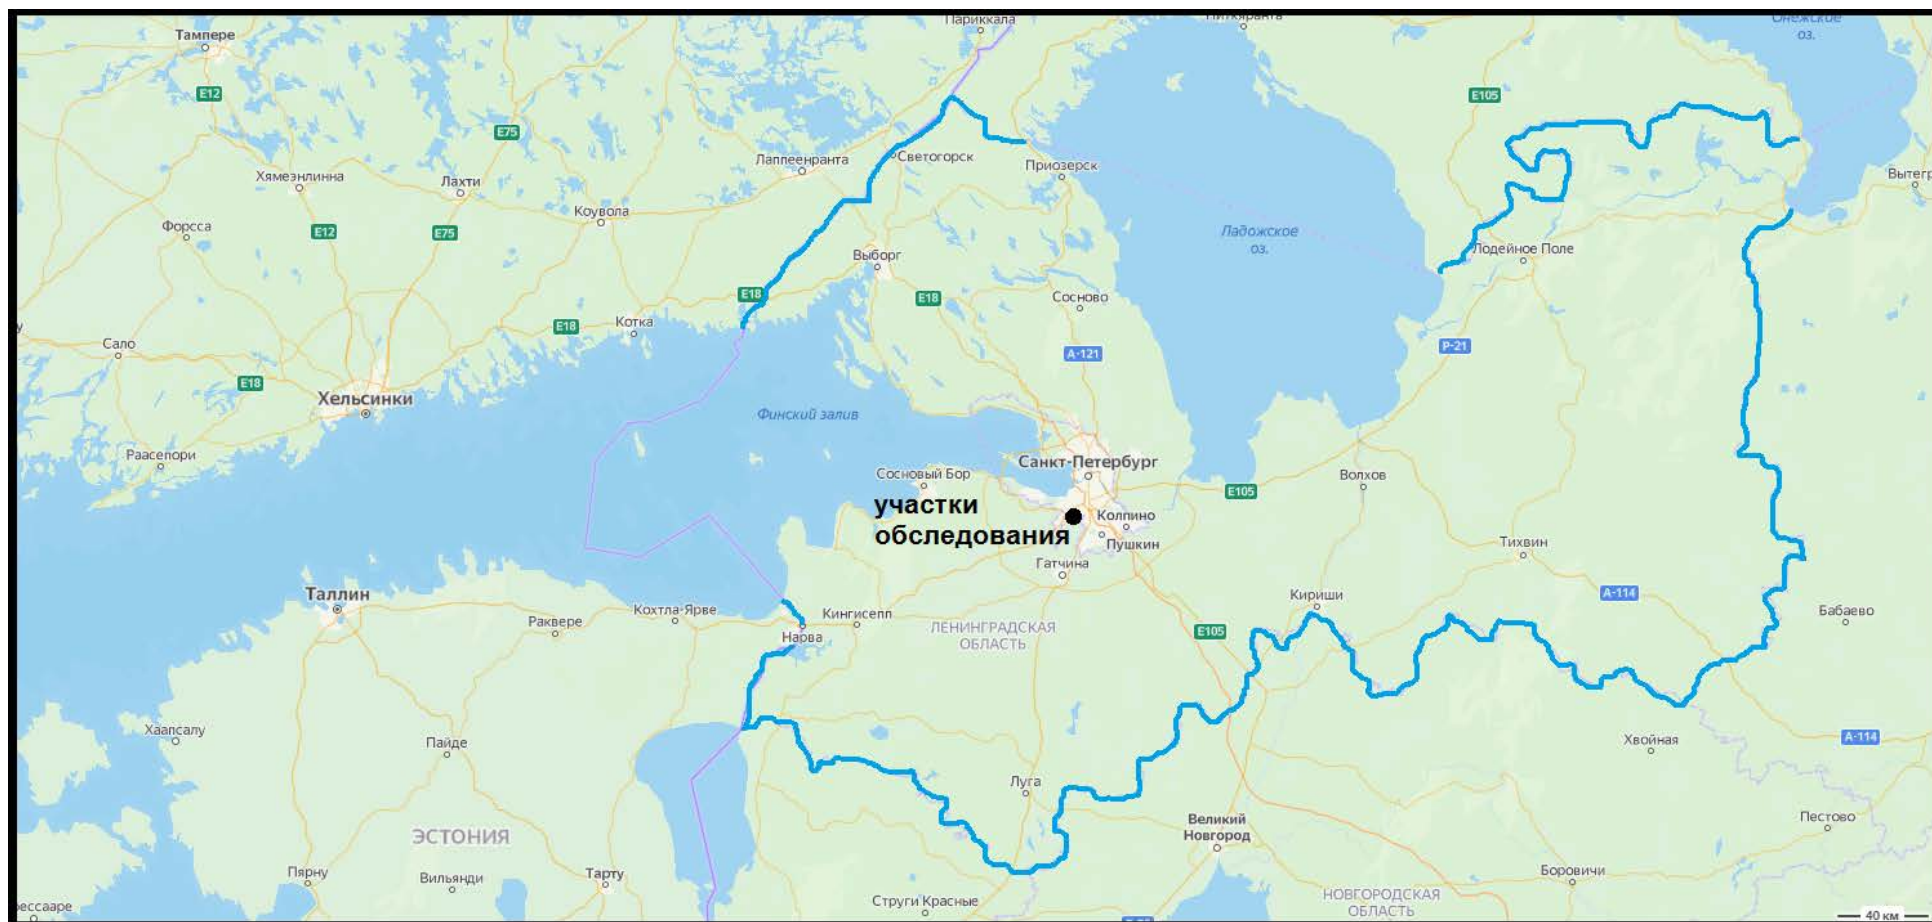 Париккала
Питкяранта
Онежское
оз.
Тампере
E12
E75
E105
Светогорск
Лаппеенранта
Приозерск
Вытег
Хямеэнлинна
Лахти
Коувола
Форсса
E12
E75
Ладожское
оз.
Выборг
Лодейное Поле
E18
E18
Сосново
Котка
E18
Сало
A-121
P-21
E18
Хельсинки
Финский залив
Раасепори
Санкт-Петербург
Сосновый Бор
Волхов
E105
участки
обследования
Колпино
Пушкин
Тихвин
Гатчина
Таллин
Кириши
A-114
Кохтла-Ярве
Кингисепп
Бабаево
Раквере
ЛЕНИНГРАДСКАЯ
ОБЛАСТЬ
E105
Нарва
Хаапсалу
Пайде
Хвойная
A-114
Луга
Великий
Новгород
Пестово
ЭСТОНИЯ
Пярну
Вильянди
Тарту
Боровичи
Струги Красные
НОВГОРОДСКАЯ
ОБЛАСТЬ
ессааре
40 км